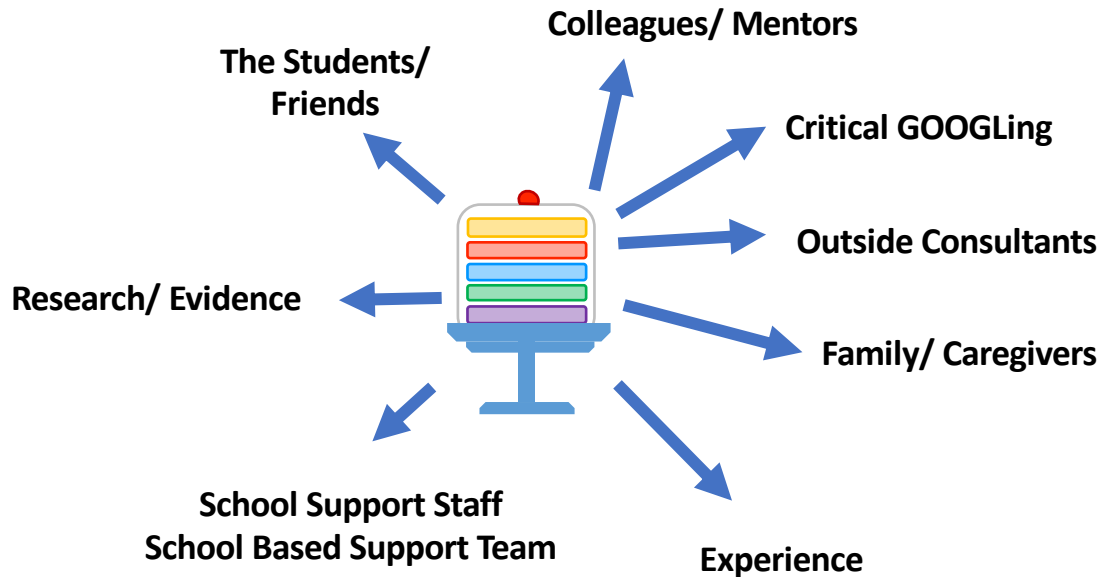 Colleagues/ Mentors
The Students/
Friends
Critical GOOGLing
Outside Consultants
Research/ Evidence
Family/ Caregivers
School Support Staff
School Based Support Team
Experience